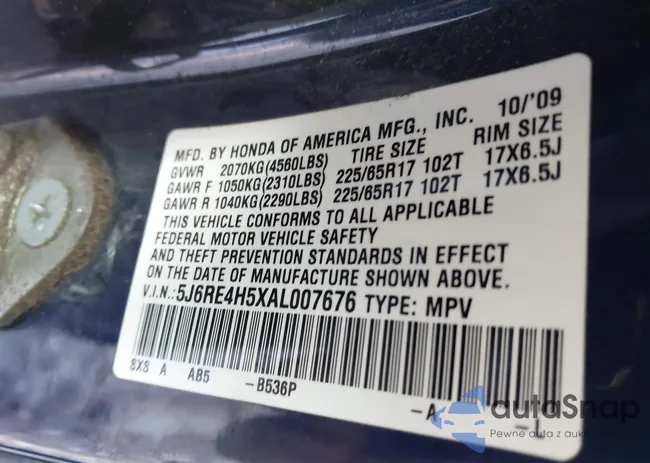 MFD. BY HONDA OF AMERICA MFG., INC. 10/'09
GVWR 2070KG(4560LBS) TIRE SIZE RIM SIZE
GAWR F 1050KG(2310LBS) 225/65R17 102T 17X6.5J
GAWR R 1040KG(2290LBS) 225/65R17 102T 17X6.5J
THIS VEHICLE CONFORMS TO ALL APPLICABLE
FEDERAL MOTOR VEHICLE SAFETY
AND THEFT PREVENTION STANDARDS IN EFFECT
ON THE DATE OF MANUFACTURE SHOWN ABOVE.
V.I.N.:5J6RE4H5XAL007676 TYPE: MPV
8X8 A AB5 -B536P -A
autoSnap
Pewne auta z aukcji